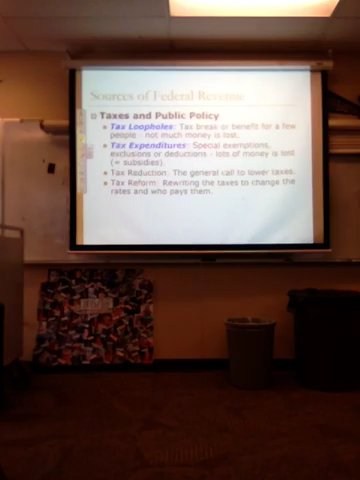 Sources of Federal Revenue
Taxes and Public Policy
Tax Loopholes: Tax break or benefit for a few
people - not much money is lost.
Tax Expenditures: Special exemptions,
exclusions or deductions - lots of money is lost
(= subsidies).
Tax Reduction: The general call to lower taxes.
Tax Reform: Rewriting the taxes to change the
rates and who pays them.